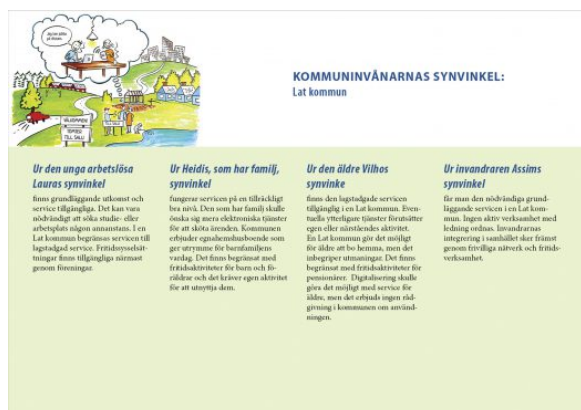 KOMMUNINVÅNARNAS SYNVINKEL:
Lat kommun
VÄLKOMMEN
TOMTER
TILL SALU
Ur den unga arbetslösa
Lauras synvinkel
finns grundläggande utkomst och
service tillgängliga. Det kan vara
nödvändigt att söka studie- eller
arbetsplats någon annanstans. I en
Lat kommun begränsas servicen till
lagstadgad service. Fritidssysselsätt-
ningar finns tillgängliga närmast
genom föreningar.
Ur Heidis, som har familj,
synvinkel
fungerar servicen på en tillräckligt
bra nivå. Den som har familj skulle
önska sig mera elektroniska tjänster
för att sköta ärenden. Kommunen
erbjuder egnahemshusboende som
ger utrymme för barnfamiljens
vardag. Det finns begränsat med
fritidsaktiviteter för barn och för-
äldrar och det kräver egen aktivitet
för att utnyttja dem.
Ur den äldre Vilhos
synvinke
finns den lagstadgade servicen
tillgänglig i en Lat kommun. Even-
tuella ytterligare tjänster förutsätter
egen eller närståendes aktivitet.
En Lat kommun gör det möjligt
för äldre att bo hemma, men det
inbegriper utmaningar. Det finns
begränsat med fritidsaktiviteter för
pensionärer. Digitalisering skulle
göra det möjligt med service för
äldre, men det erbjuds ingen råd-
givning i kommunen om användn-
ningen.
Ur invandraren Assims
synvinkel
får man den nödvändiga grund-
läggande servicen i en Lat kom-
mun. Ingen aktiv verksamhet med
ledning ordnas. Invandrarnas
integrering i samhället sker främst
genom frivilliga nätverk och fritids-
verksamhet.